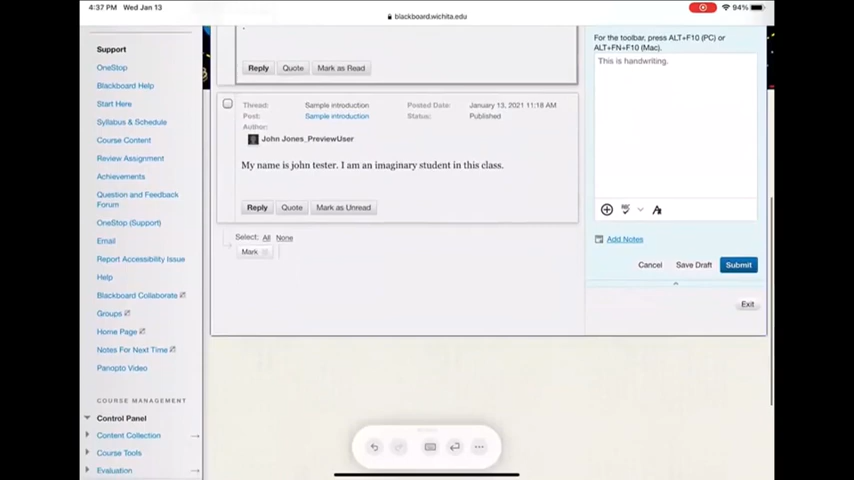 4:37 PM Wed Jan 13
94%
blackboard.wichita.edu
Support
OneStop
Blackboard Help
Start Here
Syllabus & Schedule
Course Content
Review Assignment
Achievements
Question and Feedback
Forum
OneStop (Support)
Email
Report Accessibility Issue
Help
Blackboard Collaborate
Groups
Home Page
Notes For Next Time
Panopto Video
COURSE MANAGEMENT
Control Panel
Content Collection
Course Tools
Evaluation
Reply Quote Mark as Read
Thread: Sample introduction Posted Date: January 13, 2021 11:18 AM
Post: Sample introduction Status: Published
Author:
John Jones_PreviewUser
My name is john tester. I am an imaginary student in this class.
Reply Quote Mark as Unread
Select: All None
Mark
For the toolbar, press ALT+F10 (PC) or
ALT+FN+F10 (Mac).
This is handwriting.
Add Notes
Cancel Save Draft Submit
Exit